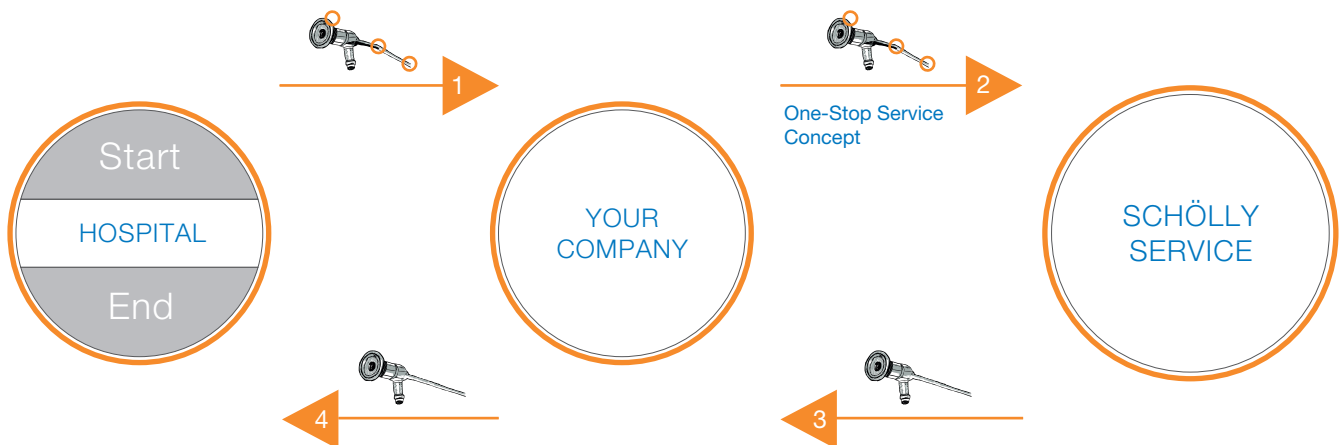 1
2
One-Stop Service
Concept
Start
HOSPITAL
End
YOUR
COMPANY
SCHÖLLY
SERVICE
4
3